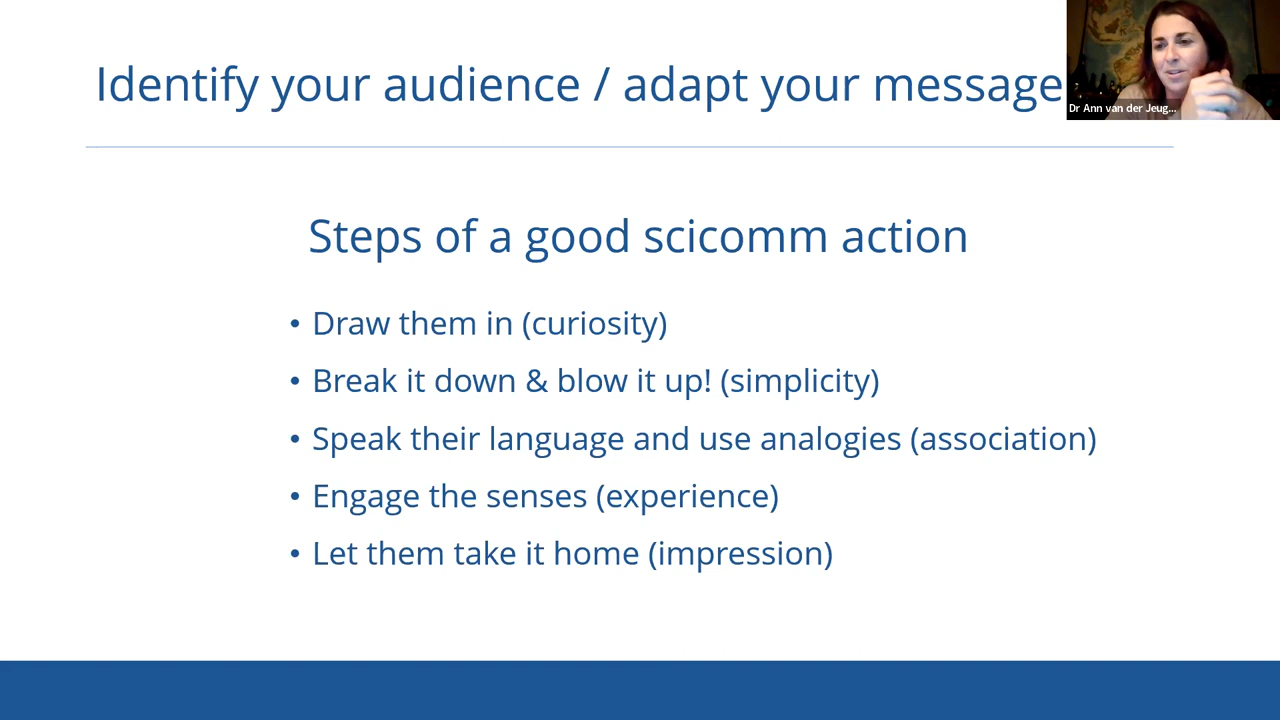 Identify your audience / adapt your message
Dr Ann van der Jeug...
Steps of a good scicomm action
• Draw them in (curiosity)
• Break it down & blow it up! (simplicity)
• Speak their language and use analogies (association)
• Engage the senses (experience)
• Let them take it home (impression)